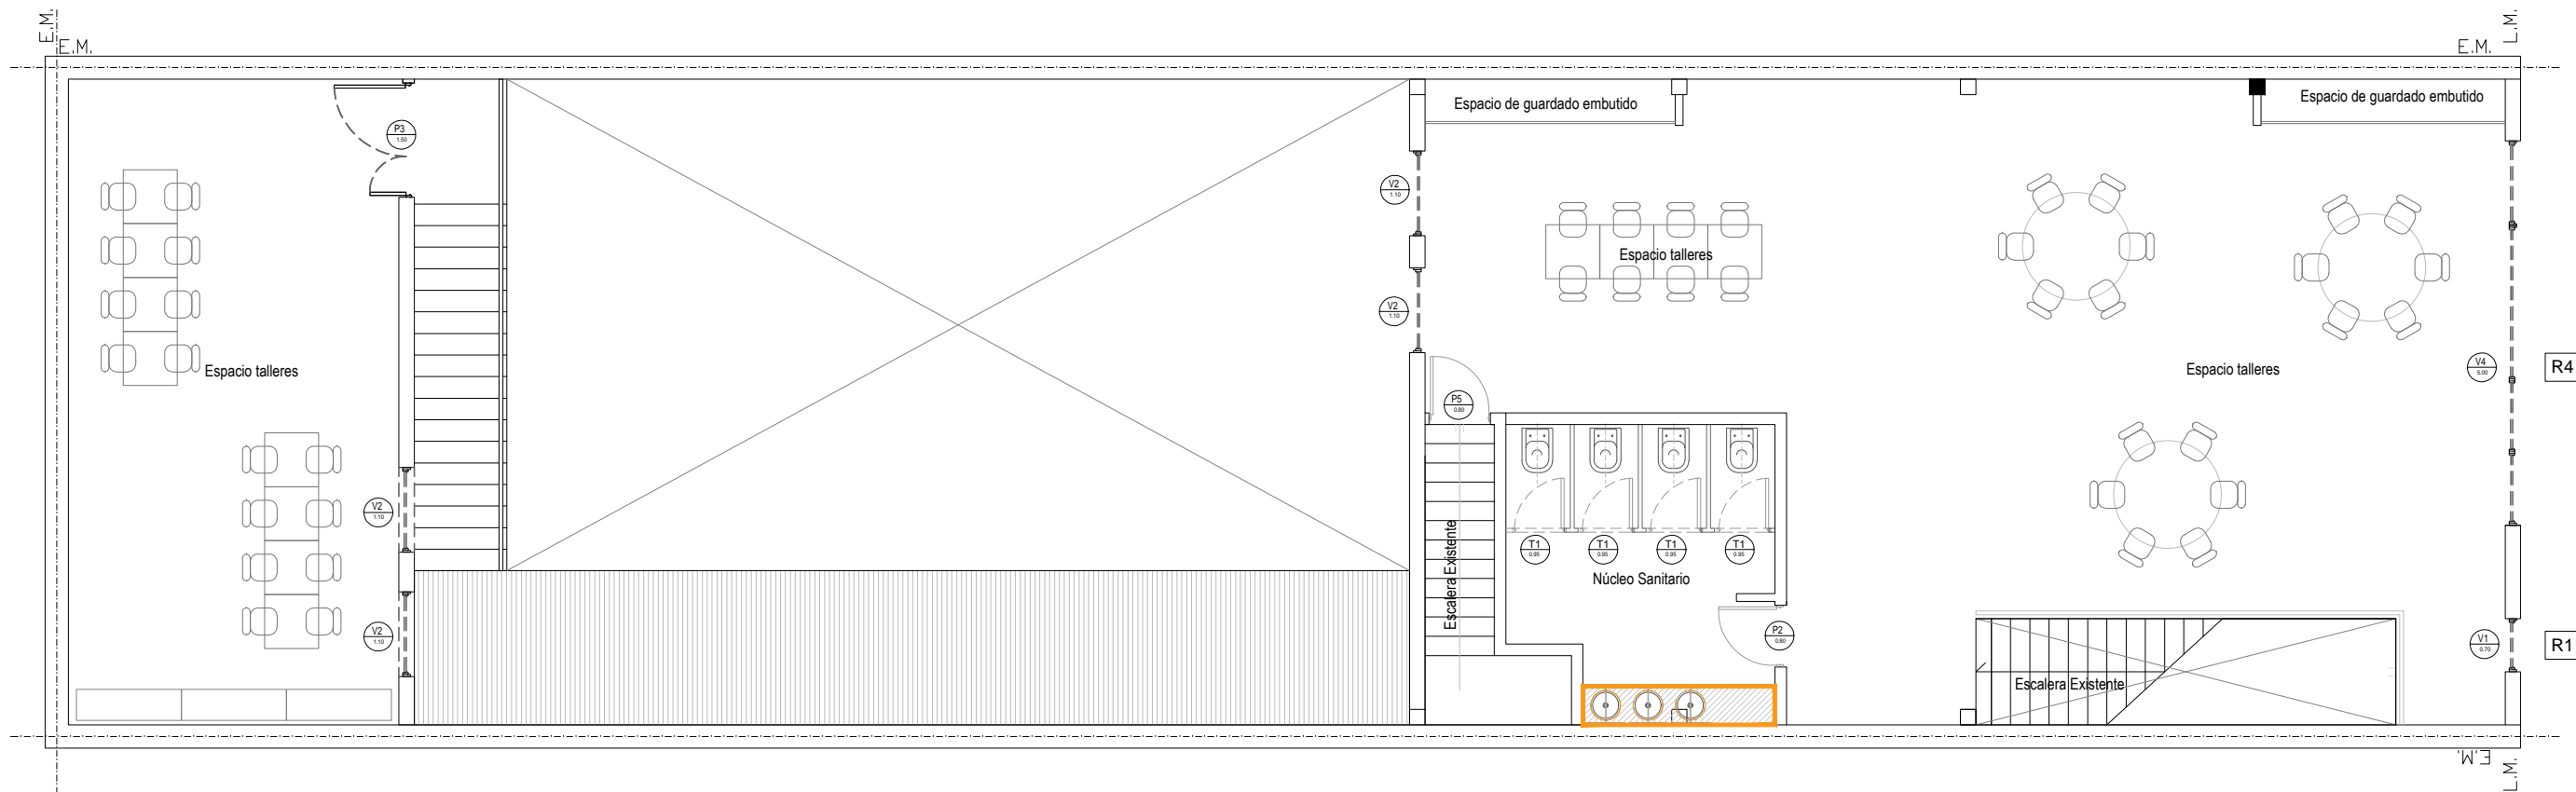 E.M.
L.M.
E.M.
E.M.
Espacio de guardado embutido
Espacio de guardado embutido
P3
1.50
V2
1.10
Espacio talleres
V2
1.10
Espacio talleres
Espacio talleres
V4
5.00
R4
P5
0.80
V2
1.10
Escalera Existente
T1
0.95
T1
0.95
T1
0.95
T1
0.95
Núcleo Sanitario
V2
1.10
P2
0.80
V1
0.70
R1
Escalera Existente
E.M.
L.M.